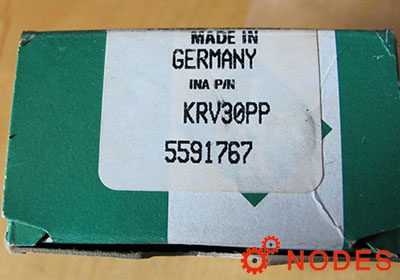 MADE IN
GERMANY
INA P/N
KRV30PP
5591767
NODES